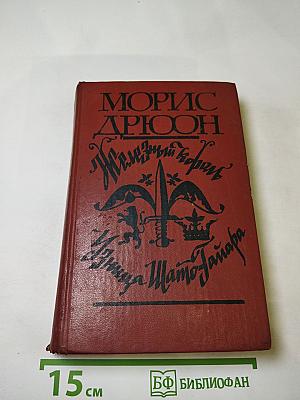 МОРИС
ДРЮОН
Железный король
Узница Шато-Гайара
15 см
БФ БИБЛИОФАН